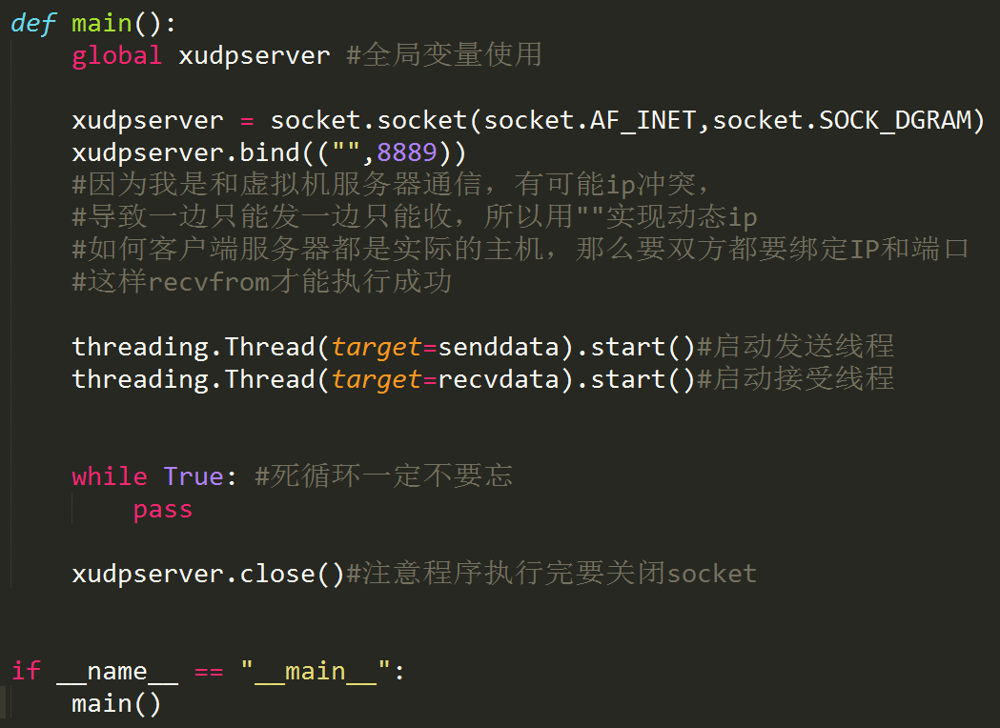 def main():
    global xudpserver #全局变量使用
    xudpserver = socket.socket(socket.AF_INET,socket.SOCK_DGRAM)
    xudpserver.bind(("",8889))
    #因为我是和虚拟机服务器通信，有可能ip冲突，
    #导致一边只能发一边只能收，所以用""实现动态ip
    #如何客户端服务器都是实际的主机，那么要双方都要绑定IP和端口
    #这样recvfrom才能执行成功
    threading.Thread(target=senddata).start()#启动发送线程
    threading.Thread(target=recvdata).start()#启动接受线程
    while True: #死循环一定不要忘
        pass
    xudpserver.close()#注意程序执行完要关闭socket
if __name__ == "__main__":
    main()